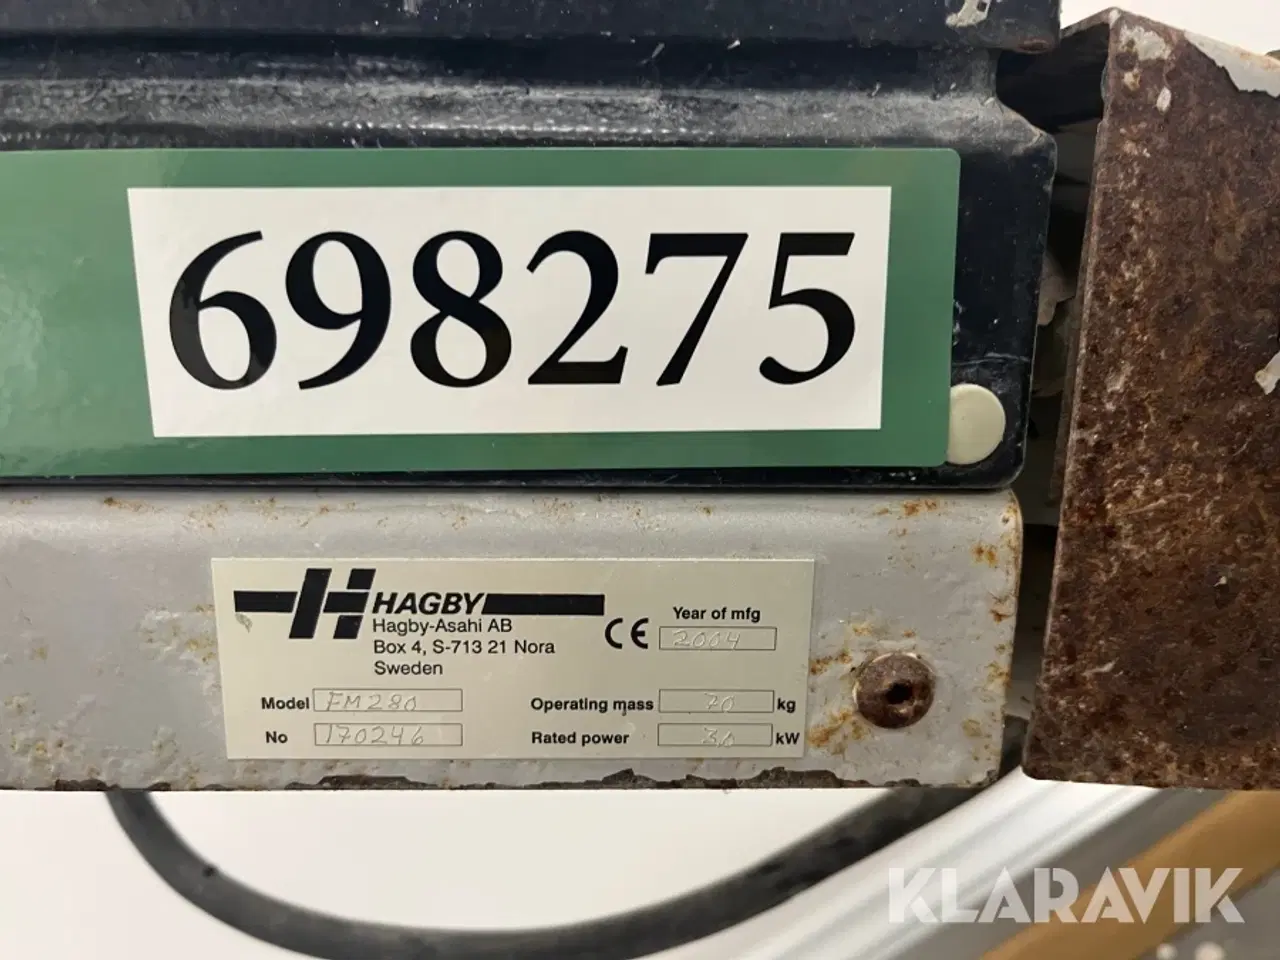 698275
HAGBY
Hagby-Asahi AB
Box 4, S-713 21 Nora
Sweden
CE
Year of mfg
2004
Model FM280
Operating mass 70 kg
No 170246
Rated power 3.0 kW
KLARAVIK